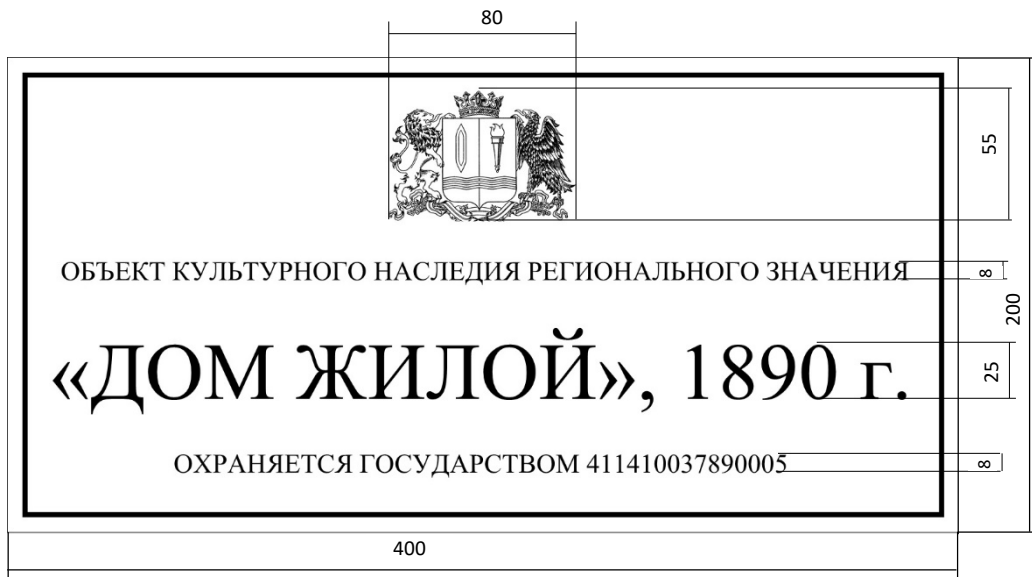 80
55
ОБЪЕКТ КУЛЬТУРНОГО НАСЛЕДИЯ РЕГИОНАЛЬНОГО ЗНАЧЕНИЯ
8
200
«ДОМ ЖИЛОЙ», 1890 г.
25
ОХРАНЯЕТСЯ ГОСУДАРСТВОМ 411410037890005
8
400